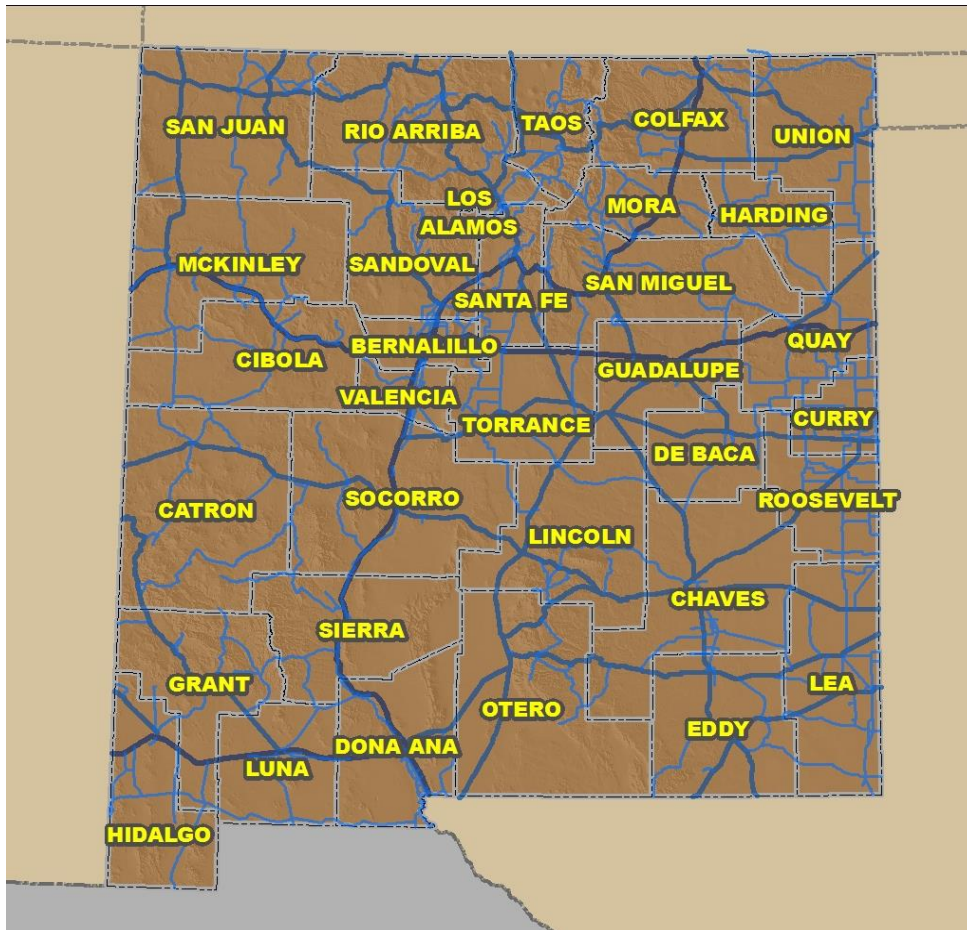 SAN JUAN
RIO ARRIBA
TAOS
COLFAX
UNION
LOS
ALAMOS
MORA
HARDING
MCKINLEY
SANDOVAL
SANTA FE
SAN MIGUEL
CIBOLA
BERNALILLO
GUADALUPE
QUAY
VALENCIA
TORRANCE
CURRY
DE BACA
CATRON
SOCORRO
ROOSEVELT
LINCOLN
CHAVES
SIERRA
GRANT
OTERO
LEA
EDDY
DONA ANA
LUNA
HIDALGO